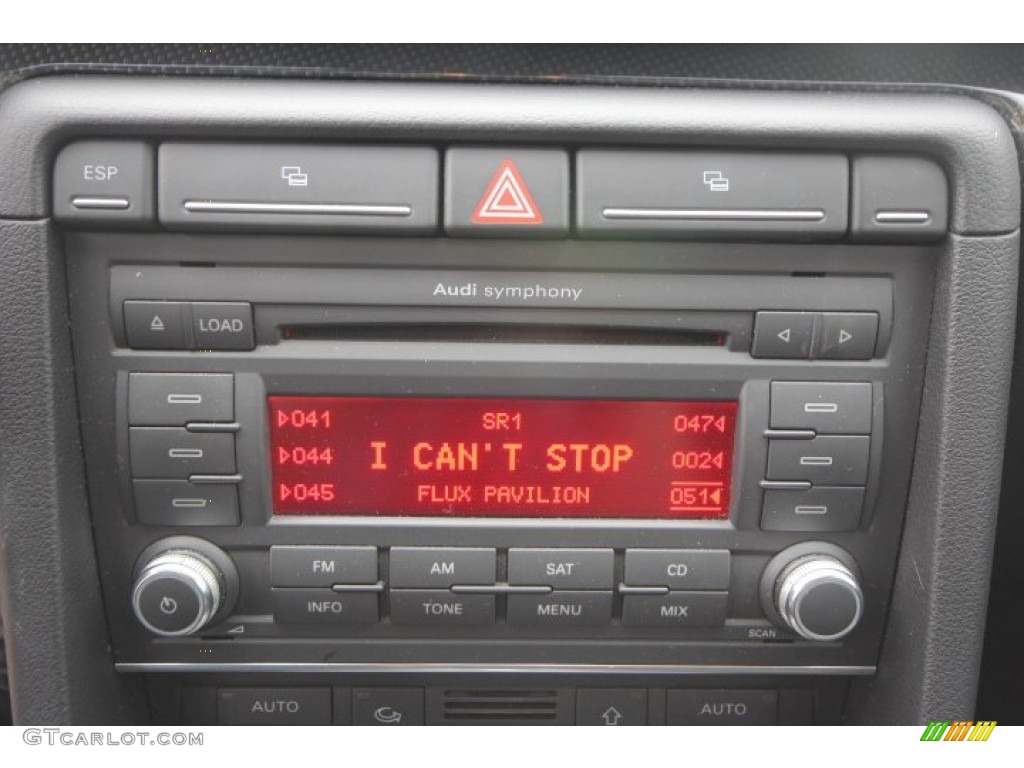 ESP
Audi symphony
LOAD
041 SR1 047
044 I CAN'T STOP 002
045 FLUX PAVILION 051
FM AM SAT CD
INFO TONE MENU MIX
SCAN
AUTO AUTO
© GTCARLOT.COM